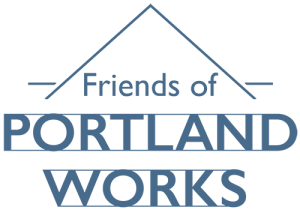 Friends of
PORTLAND
WORKS